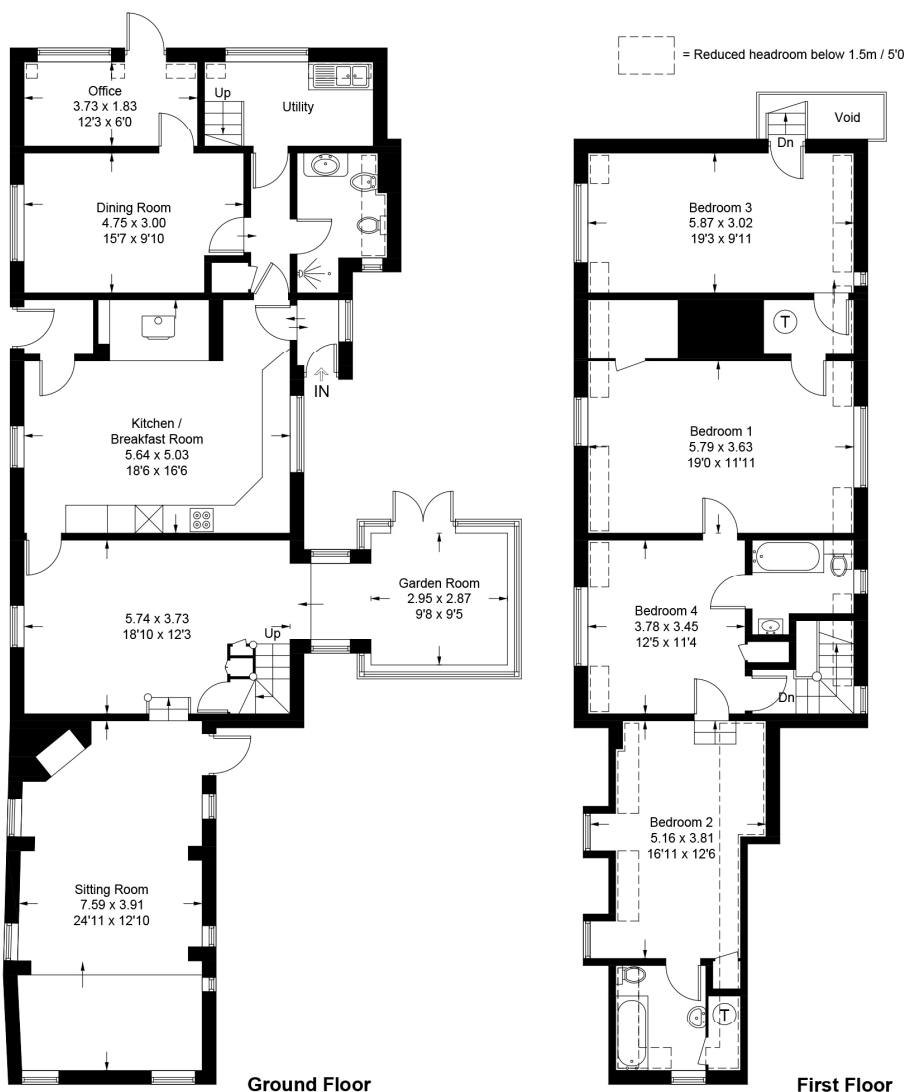 = Reduced headroom below 1.5m / 5'0
Office
3.73 x 1.83
12'3 x 6'0
Up
Utility
Dining Room
4.75 x 3.00
15'7 x 9'10
IN
Kitchen /
Breakfast Room
5.64 x 5.03
18'6 x 16'6
Garden Room
2.95 x 2.87
9'8 x 9'5
5.74 x 3.73
18'10 x 12'3
Up
Sitting Room
7.59 x 3.91
24'11 x 12'10
Ground Floor
Void
Dn
Bedroom 3
5.87 x 3.02
19'3 x 9'11
T
Bedroom 1
5.79 x 3.63
19'0 x 11'11
Bedroom 4
3.78 x 3.45
12'5 x 11'4
Dn
Bedroom 2
5.16 x 3.81
16'11 x 12'6
T
First Floor